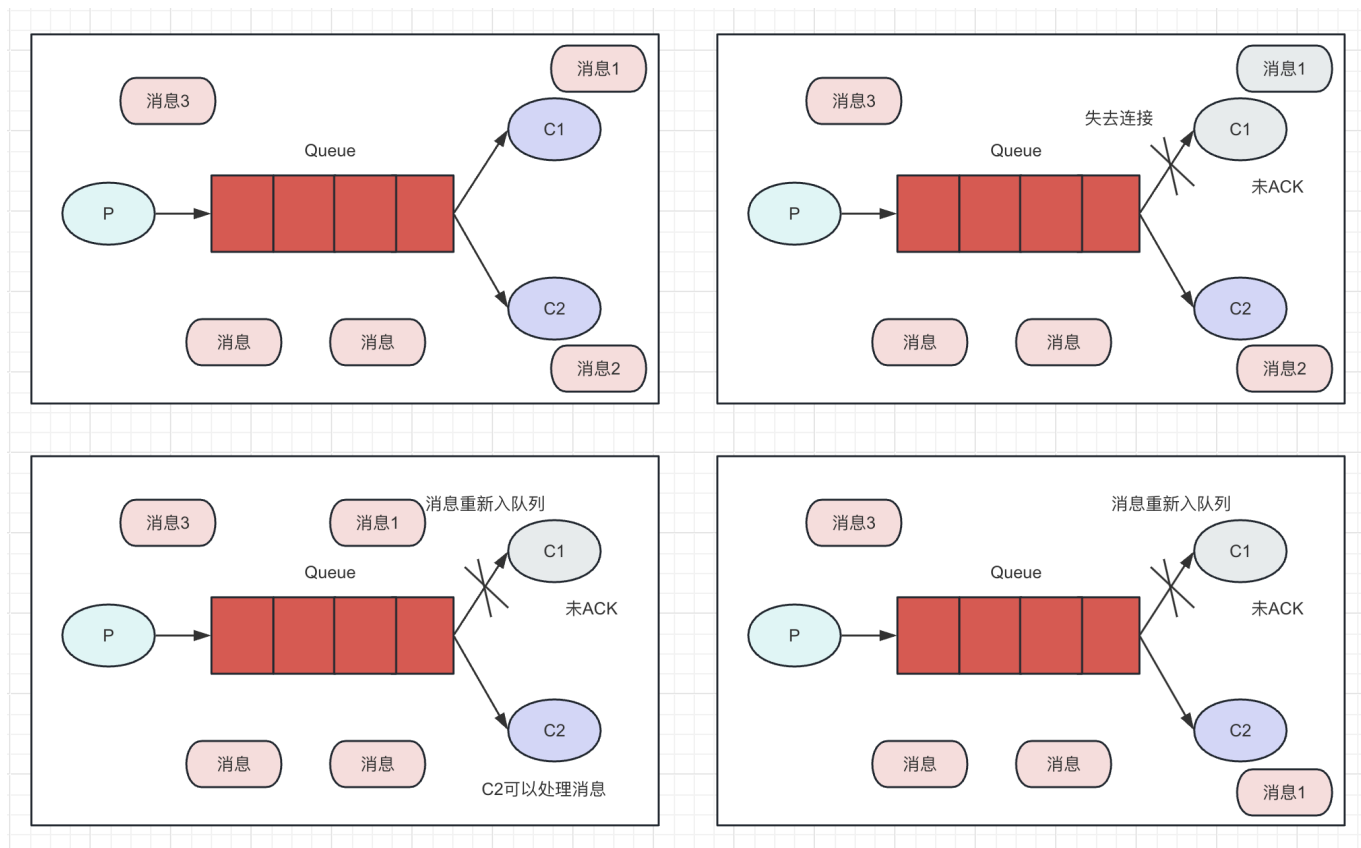 消息1
消息3
C1
Queue
P
C2
消息
消息
消息2
消息1
消息3
失去连接
C1
Queue
未ACK
P
C2
消息
消息
消息2
消息重新入队列
消息3
消息1
C1
Queue
未ACK
P
C2
消息
消息
C2可以处理消息
消息重新入队列
消息3
C1
Queue
未ACK
P
C2
消息
消息
消息1